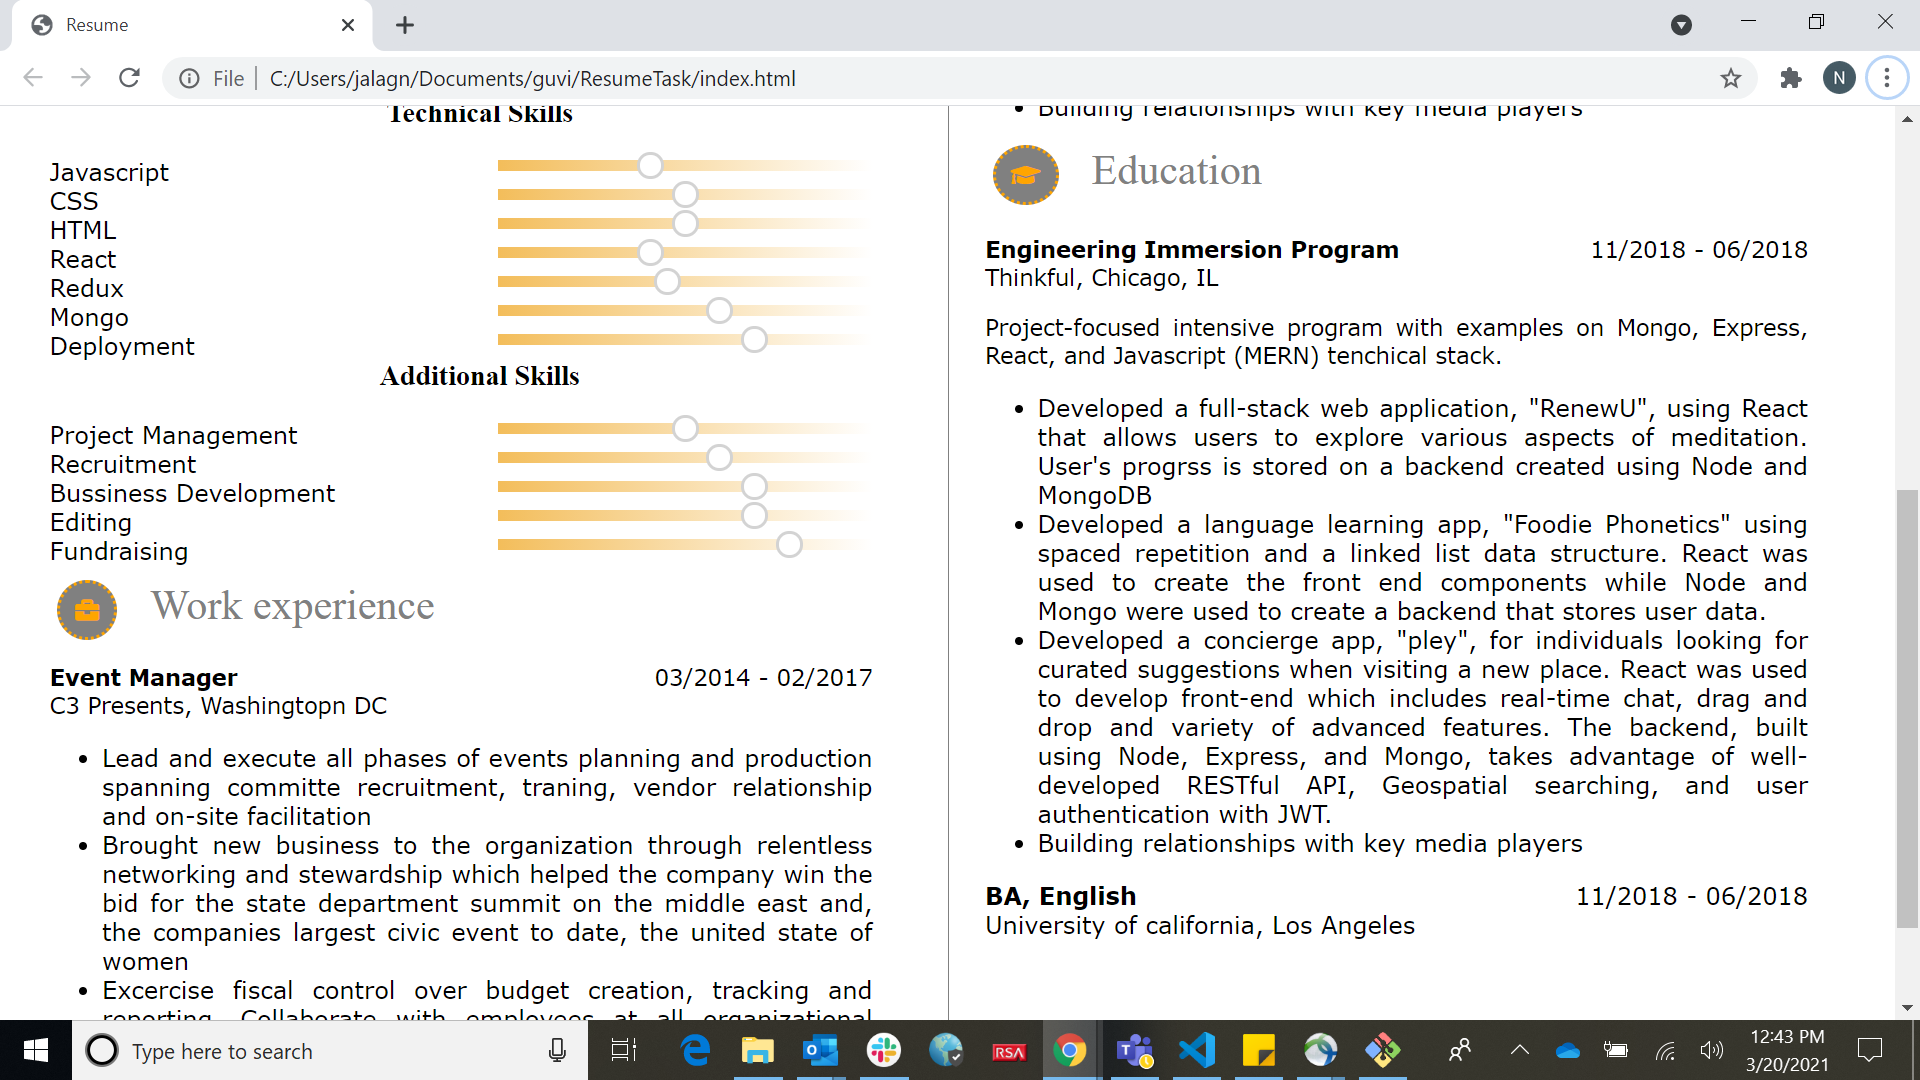 Resume
File
C:/Users/jalagn/Documents/guvi/ResumeTask/index.html
N
Technical Skills
Javascript
CSS
HTML
React
Redux
Mongo
Deployment
Additional Skills
Project Management
Recruitment
Bussiness Development
Editing
Fundraising
Work experience
Event Manager 03/2014 - 02/2017
C3 Presents, Washingtopn DC
• Lead and execute all phases of events planning and production
spanning committe recruitment, traning, vendor relationship
and on-site facilitation
• Brought new business to the organization through relentless
networking and stewardship which helped the company win the
bid for the state department summit on the middle east and,
the companies largest civic event to date, the united state of
women
• Excercise fiscal control over budget creation, tracking and
reporting. Collaborate with employees at all organizational
• Building relationships with key media players
Education
Engineering Immersion Program 11/2018 - 06/2018
Thinkful, Chicago, IL
Project-focused intensive program with examples on Mongo, Express,
React, and Javascript (MERN) tenchical stack.
• Developed a full-stack web application, "RenewU", using React
that allows users to explore various aspects of meditation.
User's progrss is stored on a backend created using Node and
MongoDB
• Developed a language learning app, "Foodie Phonetics" using
spaced repetition and a linked list data structure. React was
used to create the front end components while Node and
Mongo were used to create a backend that stores user data.
• Developed a concierge app, "pley", for individuals looking for
curated suggestions when visiting a new place. React was used
to develop front-end which includes real-time chat, drag and
drop and variety of advanced features. The backend, built
using Node, Express, and Mongo, takes advantage of well-
developed RESTful API, Geospatial searching, and user
authentication with JWT.
• Building relationships with key media players
BA, English 11/2018 - 06/2018
University of california, Los Angeles
Type here to search
RSA
12:43 PM
3/20/2021